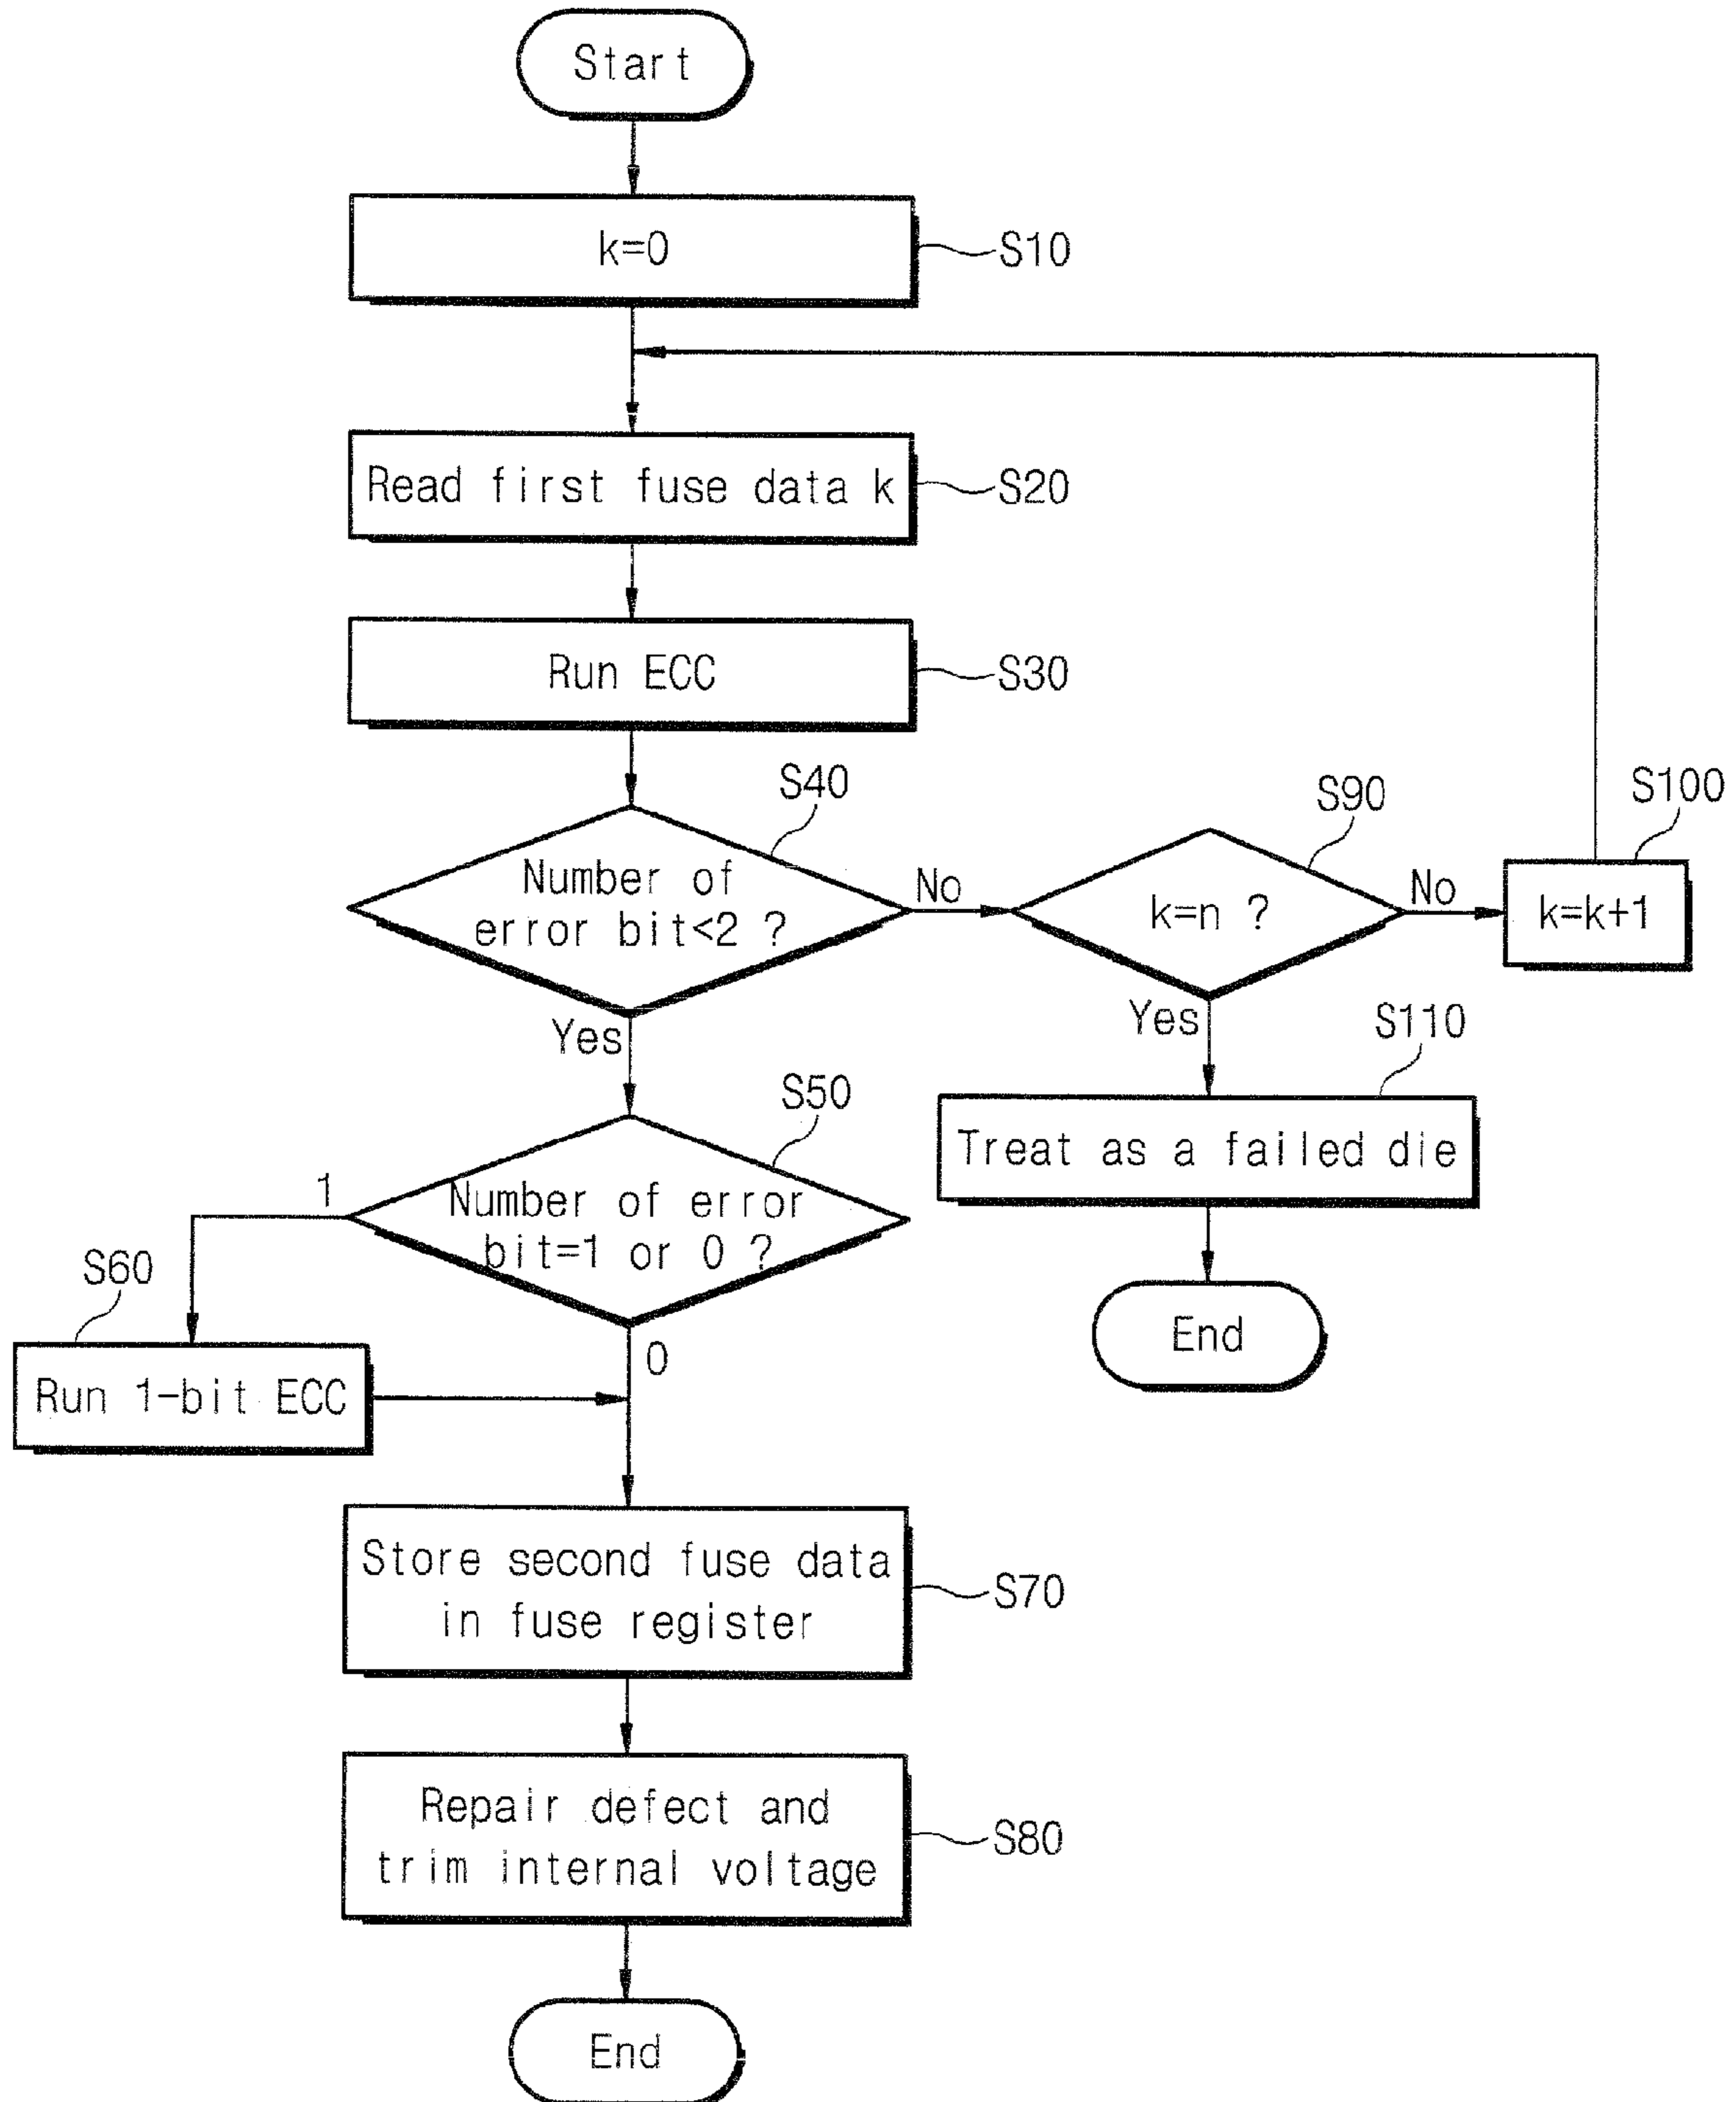 Start
k=0
S10
Read first fuse data k
S20
Run ECC
S30
S40
Number of
error bit<2 ?
No
Yes
S90
k=n ?
No
Yes
S100
k=k+1
S110
Treat as a failed die
End
S50
Number of error
bit=1 or 0 ?
1
0
S60
Run 1-bit ECC
Store second fuse data
in fuse register
S70
Repair defect and
trim internal voltage
S80
End